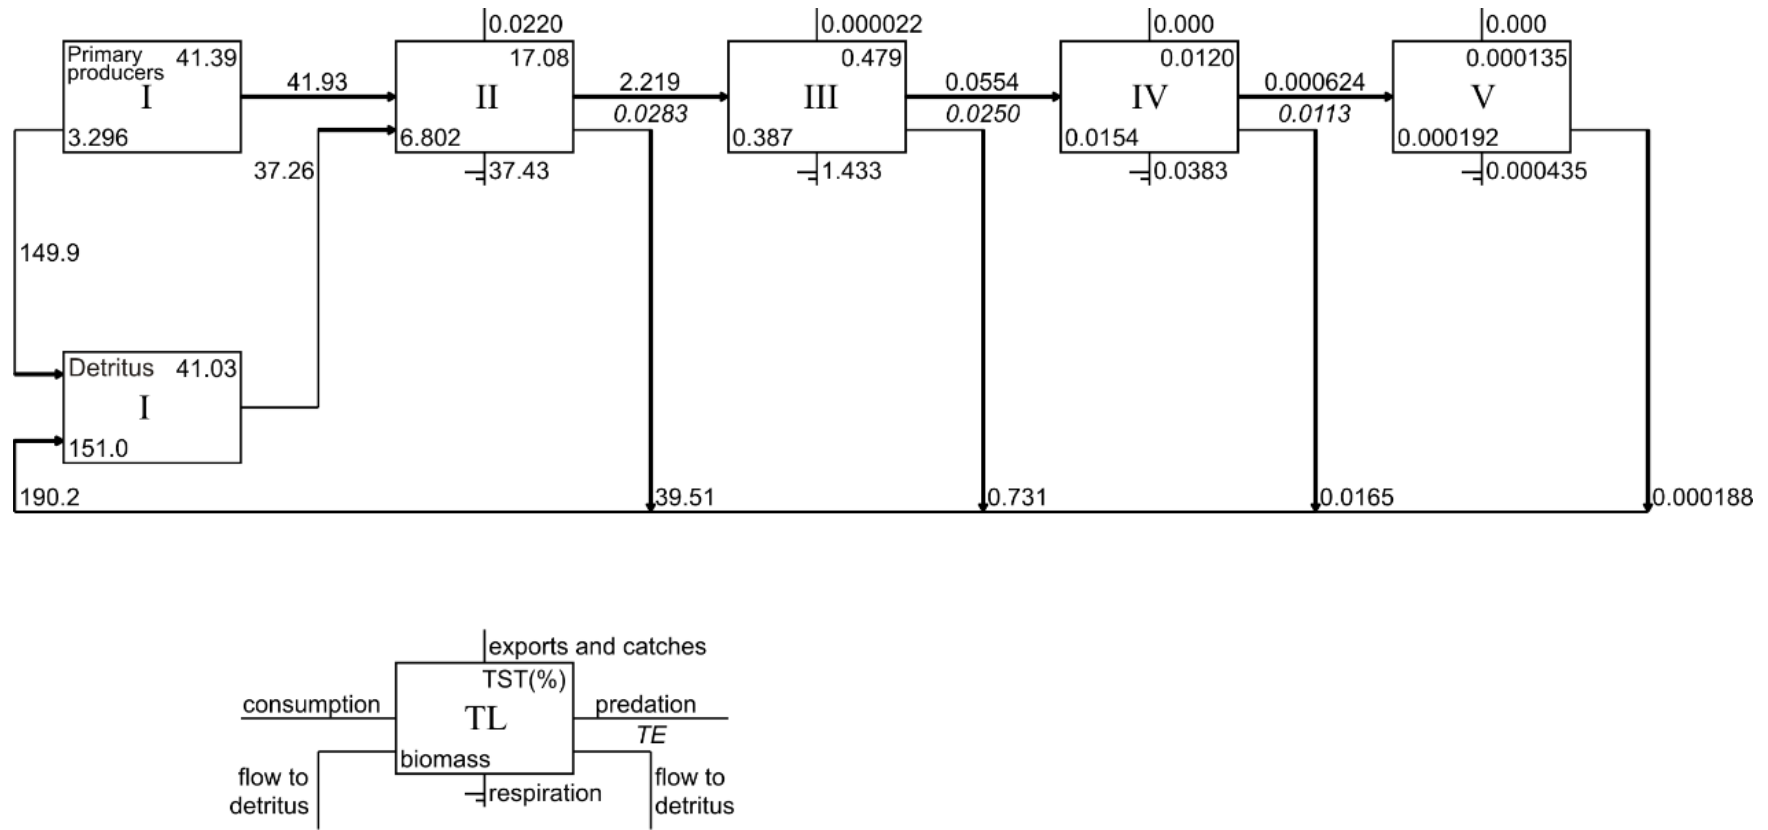 0.0220
0.000022
0.000
0.000
Primary
producers
41.39
I
3.296
41.93
17.08
II
6.802
2.219
0.0283
0.479
III
0.387
0.0554
0.0250
0.0120
IV
0.0154
0.000624
0.0113
0.000135
V
0.000192
37.26
37.43
1.433
0.0383
0.000435
149.9
Detritus
41.03
I
151.0
190.2
39.51
0.731
0.0165
0.000188
exports and catches
TST(%)
consumption
TL
predation
TE
biomass
flow to
detritus
respiration
flow to
detritus